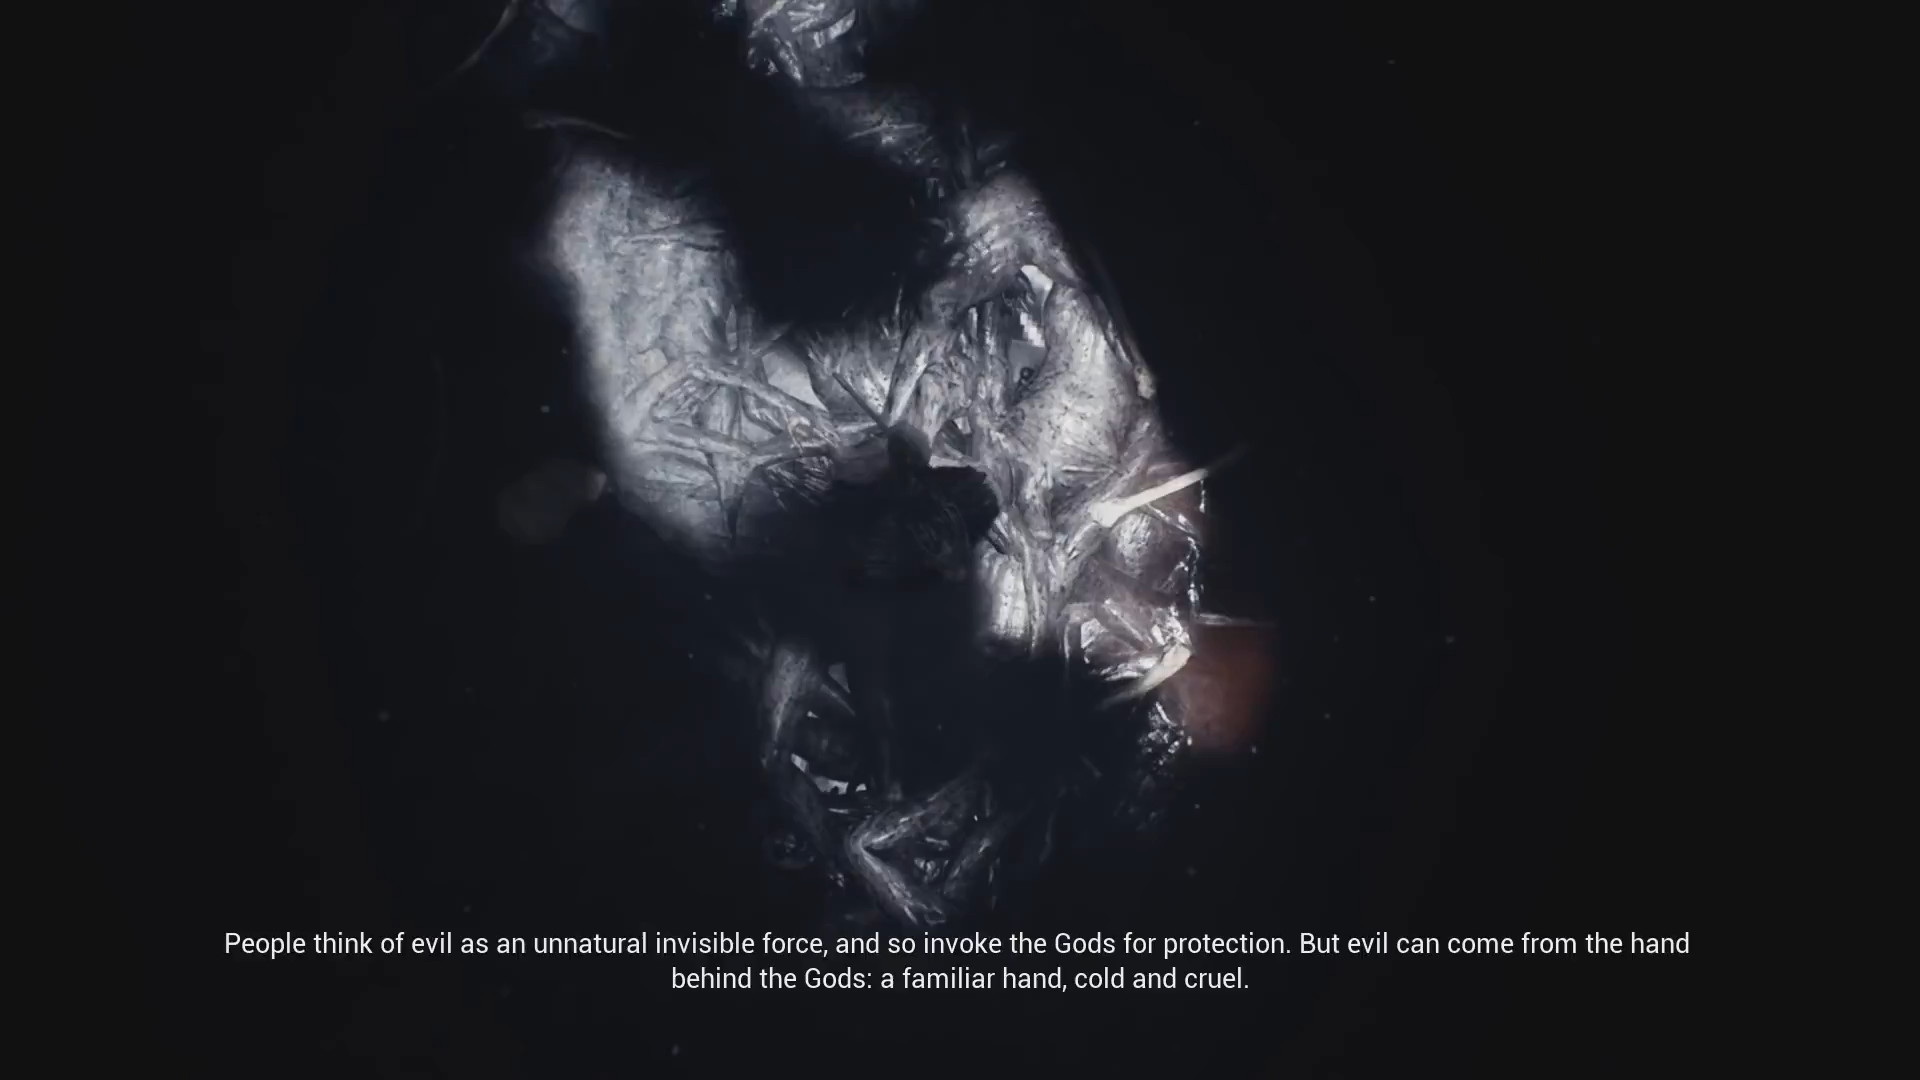 People think of evil as an unnatural invisible force, and so invoke the Gods for protection. But evil can come from the hand
behind the Gods: a familiar hand, cold and cruel.